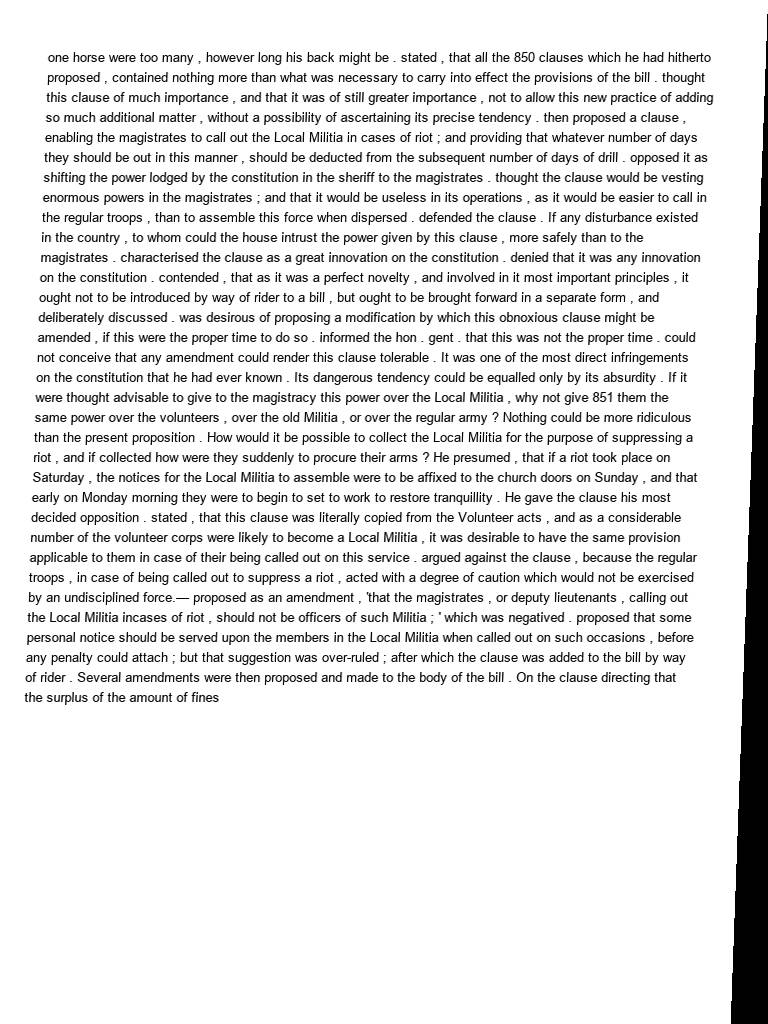 one horse were too many , however long his back might be . stated , that all the 850 clauses which he had hitherto
proposed , contained nothing more than what was necessary to carry into effect the provisions of the bill . thought
this clause of much importance , and that it was of still greater importance , not to allow this new practice of adding
so much additional matter , without a possibility of ascertaining its precise tendency . then proposed a clause ,
enabling the magistrates to call out the Local Militia in cases of riot ; and providing that whatever number of days
they should be out in this manner , should be deducted from the subsequent number of days of drill . opposed it as
shifting the power lodged by the constitution in the sheriff to the magistrates . thought the clause would be vesting
enormous powers in the magistrates ; and that it would be useless in its operations , as it would be easier to call in
the regular troops , than to assemble this force when dispersed . defended the clause . If any disturbance existed
in the country , to whom could the house intrust the power given by this clause , more safely than to the
magistrates . characterised the clause as a great innovation on the constitution . denied that it was any innovation
on the constitution . contended , that as it was a perfect novelty , and involved in it most important principles , it
ought not to be introduced by way of rider to a bill , but ought to be brought forward in a separate form , and
deliberately discussed . was desirous of proposing a modification by which this obnoxious clause might be
amended , if this were the proper time to do so . informed the hon . gent . that this was not the proper time . could
not conceive that any amendment could render this clause tolerable . It was one of the most direct infringements
on the constitution that he had ever known . Its dangerous tendency could be equalled only by its absurdity . If it
were thought advisable to give to the magistracy this power over the Local Militia , why not give 851 them the
same power over the volunteers , over the old Militia , or over the regular army ? Nothing could be more ridiculous
than the present proposition . How would it be possible to collect the Local Militia for the purpose of suppressing a
riot , and if collected how were they suddenly to procure their arms ? He presumed , that if a riot took place on
Saturday , the notices for the Local Militia to assemble were to be affixed to the church doors on Sunday , and that
early on Monday morning they were to begin to set to work to restore tranquillity . He gave the clause his most
decided opposition . stated , that this clause was literally copied from the Volunteer acts , and as a considerable
number of the volunteer corps were likely to become a Local Militia , it was desirable to have the same provision
applicable to them in case of their being called out on this service . argued against the clause , because the regular
troops , in case of being called out to suppress a riot , acted with a degree of caution which would not be exercised
by an undisciplined force.— proposed as an amendment , 'that the magistrates , or deputy lieutenants , calling out
the Local Militia incases of riot , should not be officers of such Militia ; ' which was negatived . proposed that some
personal notice should be served upon the members in the Local Militia when called out on such occasions , before
any penalty could attach ; but that suggestion was over-ruled ; after which the clause was added to the bill by way
of rider . Several amendments were then proposed and made to the body of the bill . On the clause directing that
the surplus of the amount of fines